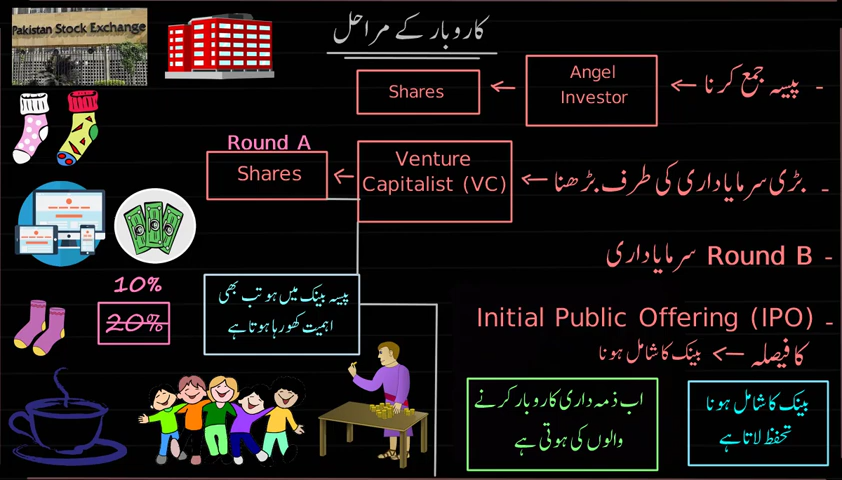 Pakistan Stock Exchange
کاروبار کے مراحل
- پیسہ جمع کرنا ←
Angel
Investor
←
Shares
- بڑی سرمایاداری کی طرف بڑھنا ←
Venture
Capitalist (VC)
←
Round A
Shares
- Round B سرمایاداری
- Initial Public Offering (IPO)
کا فیصلہ <– بینک کا شامل ہونا
10%
20%
پیسہ بینک میں ہو تب بھی
اہمیت کھو رہا ہوتا ہے
اب ذمہ داری کاروبار کرنے
والوں کی ہوتی ہے
بینک کا شامل ہونا
تحفظ لاتا ہے